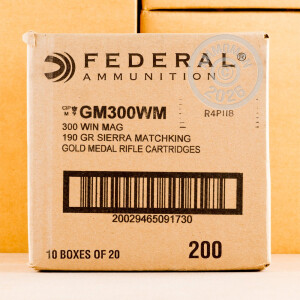 FEDERAL®
AMMUNITION
GM300WM
R4P11B
300 WIN MAG
190 GR SIERRA MATCHKING
GOLD MEDAL RIFLE CARTRIDGES
20029465091730
10 BOXES OF 20
200